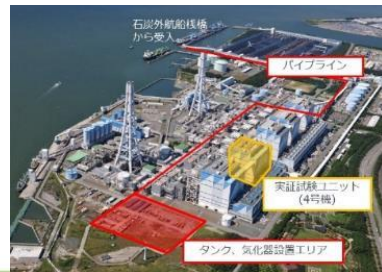 石炭外航船桟橋
から受入
パイプライン
実証試験ユニット
(4号機)
タンク、気化器設置エリア